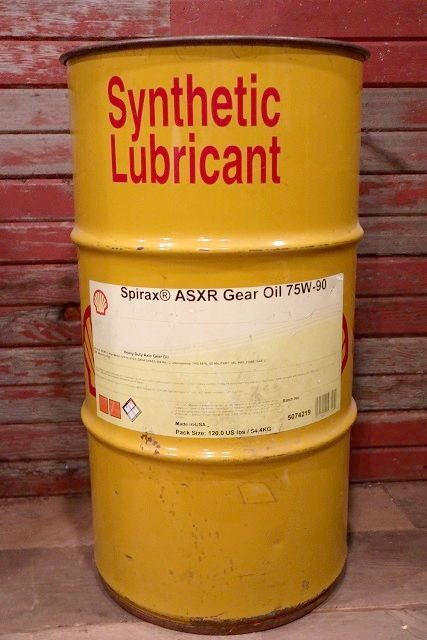 Synthetic
Lubricant
Spirax® ASXR Gear Oil 75W-90
Heavy Duty Axle Gear Oil
Batch No
5074219
Made in USA
Pack Size: 120.0 US lbs / 54.4KG